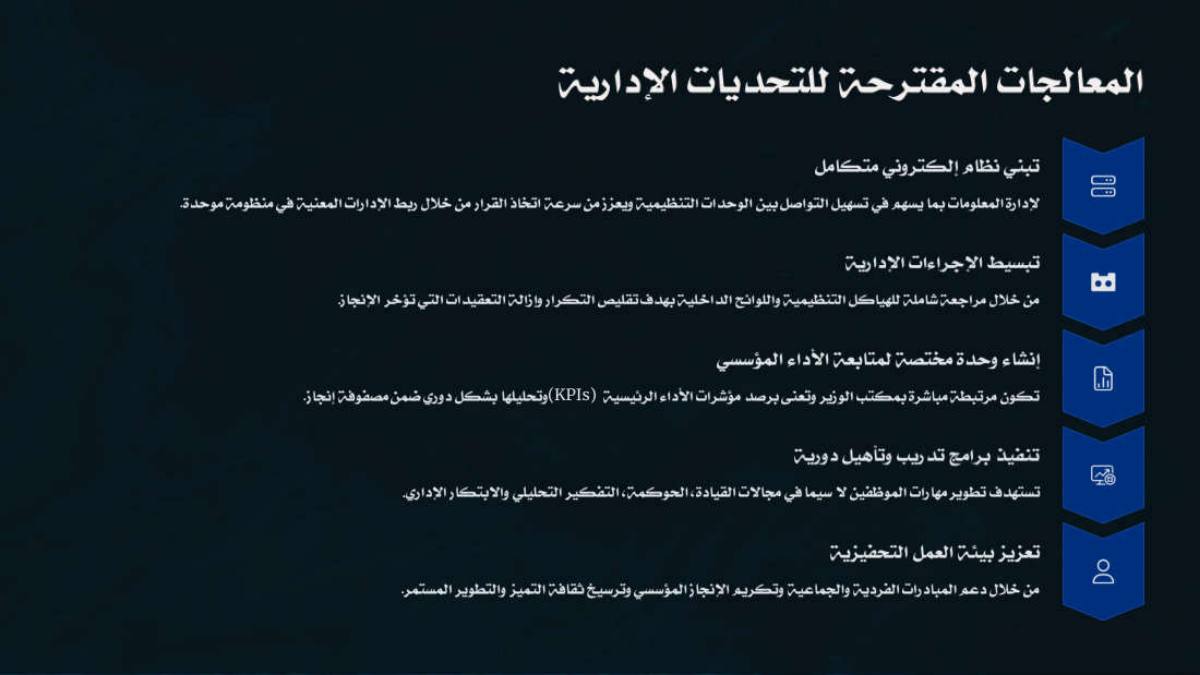 المعالجات المقترحة للتحديات الإدارية
تبني نظام إلكتروني متكامل
لإدارة المعلومات بما يسهم في تسهيل التواصل بين الوحدات التنظيمية ويعزز من سرعة اتخاذ القرار من خلال ربط الإدارات المعنية في منظومة موحدة.
تبسيط الإجراءات الإدارية
من خلال مراجعة شاملة للهياكل التنظيمية واللوائح الداخلية بهدف تقليص التكرار وإزالة التعقيدات التي تؤخر الإنجاز.
إنشاء وحدة مختصة لمتابعة الأداء المؤسسي
تكون مرتبطة مباشرة بمكتب الوزير وتعنى برصد مؤشرات الأداء الرئيسية (KPIs)وتحليلها بشكل دوري ضمن مصفوفة إنجاز.
تنفيذ برامج تدريب وتأهيل دورية
تستهدف تطوير مهارات الموظفين لا سيما في مجالات القيادة، الحوكمة، التفكير التحليلي والابتكار الإداري.
تعزيز بيئة العمل التحفيزية
من خلال دعم المبادرات الفردية والجماعية وتكريم الإنجاز المؤسسي وترسيخ ثقافة التميز والتطوير المستمر.